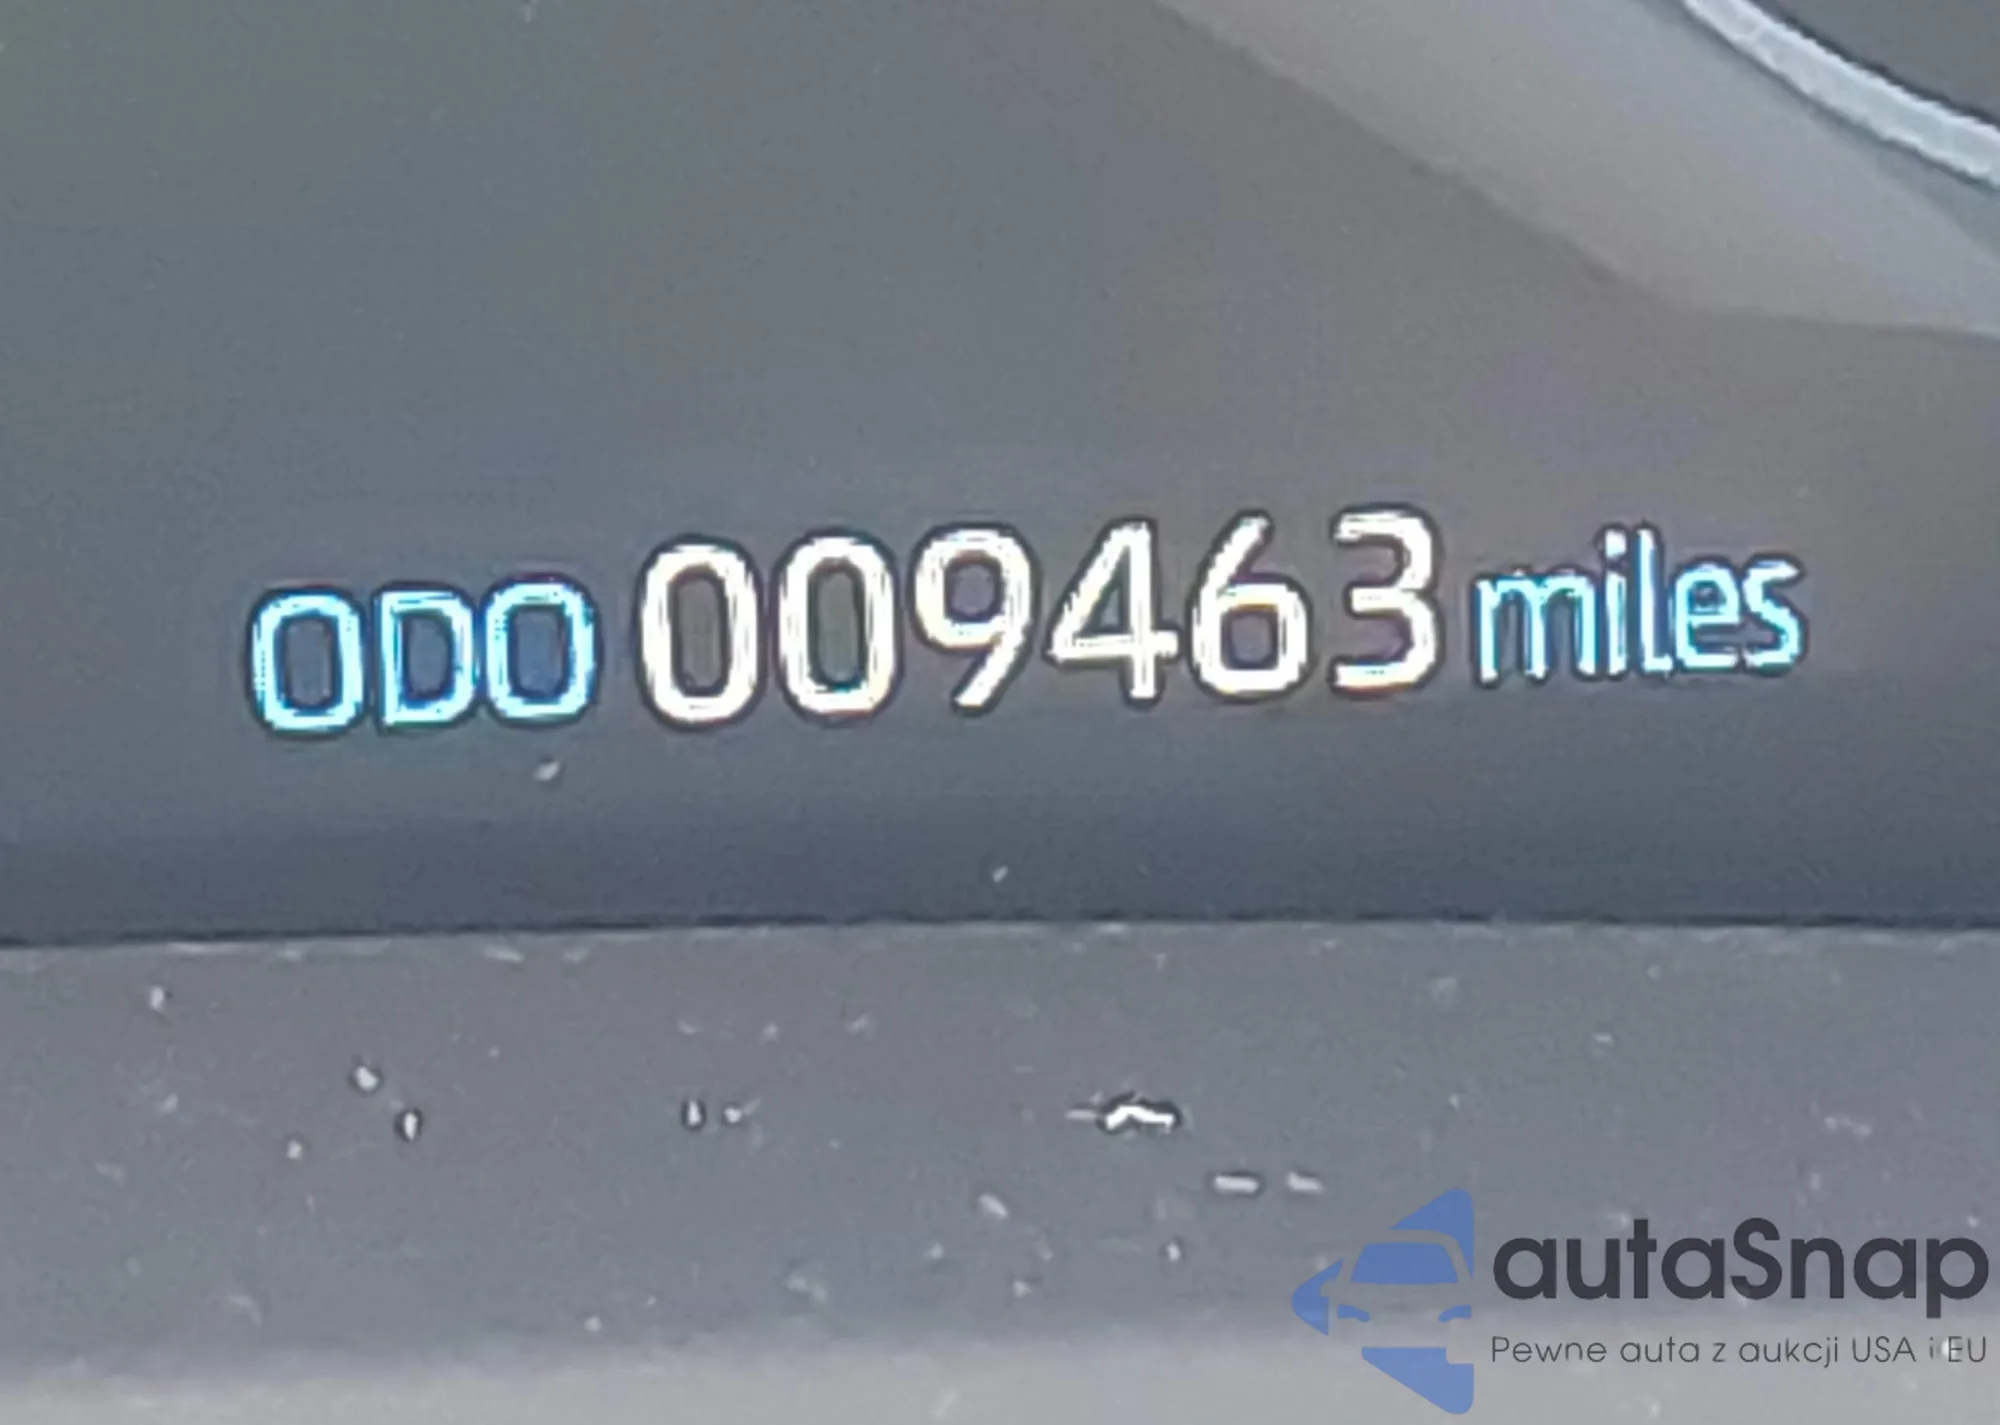 ODO 009463 miles
autaSnap
Pewne auta z aukcji USA i EU